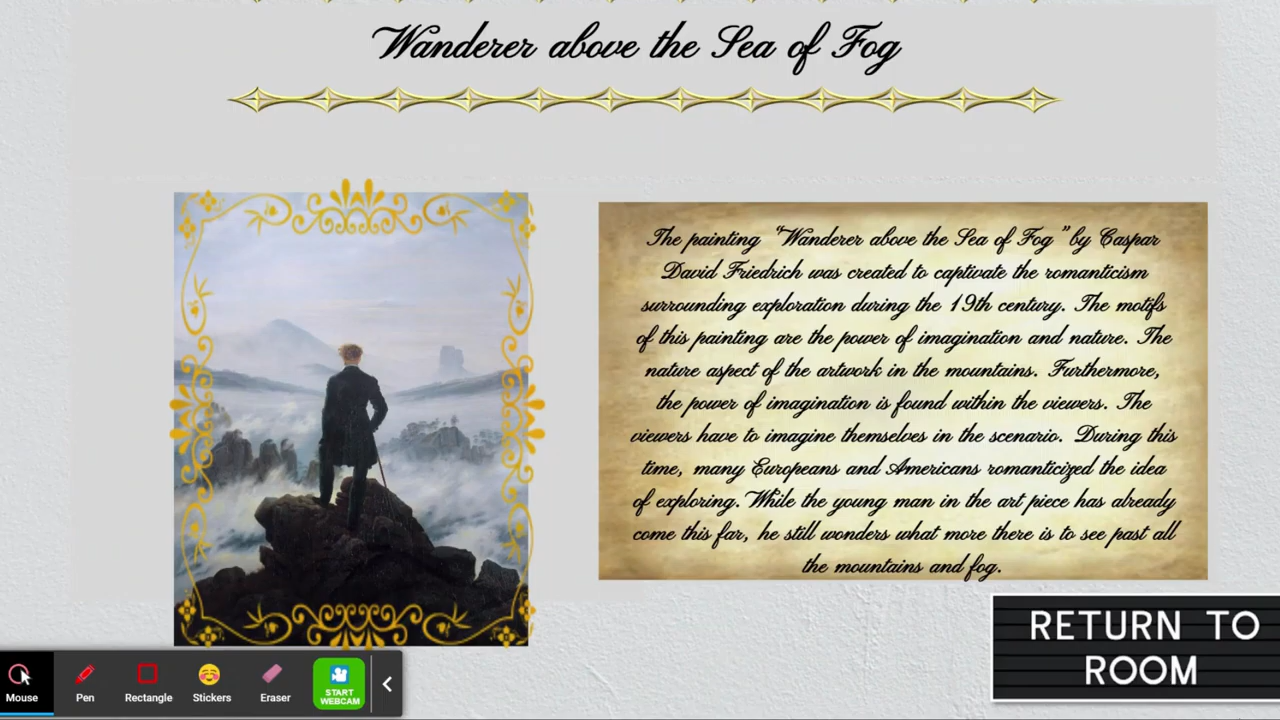 Wanderer above the Sea of Fog
The painting "Wanderer above the Sea of Fog" by Caspar
David Friedrich was created to captivate the romanticism
surrounding exploration during the 19th century. The motifs
of this painting are the power of imagination and nature. The
nature aspect of the artwork in the mountains. Furthermore,
the power of imagination is found within the viewers. The
viewers have to imagine themselves in the scenario. During this
time, many Europeans and Americans romanticized the idea
of exploring. While the young man in the art piece has already
come this far, he still wonders what more there is to see past all
the mountains and fog.
RETURN TO
ROOM
Mouse
Pen
Rectangle
Stickers
Eraser
START
WEBCAM